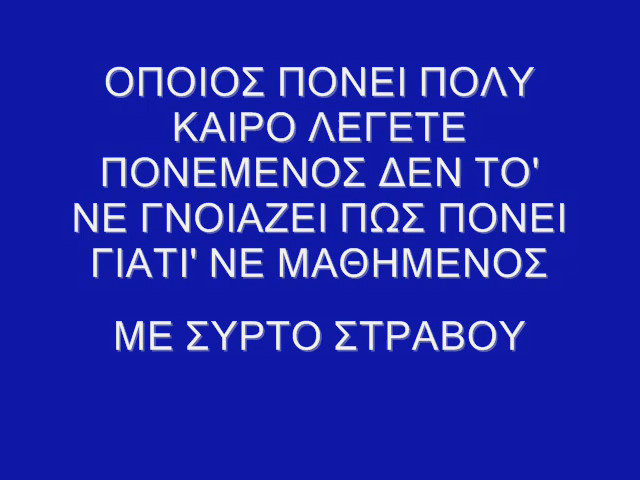 ΟΠΟΙΟΣ ΠΟΝΕΙ ΠΟΛΥ
ΚΑΙΡΟ ΛΕΓΕΤΕ
ΠΟΝΕΜΕΝΟΣ ΔΕΝ ΤΟ'
ΝΕ ΓΝΟΙΑΖΕΙ ΠΩΣ ΠΟΝΕΙ
ΓΙΑΤΙ' ΝΕ ΜΑΘΗΜΕΝΟΣ
ΜΕ ΣΥΡΤΟ ΣΤΡΑΒΟΥ